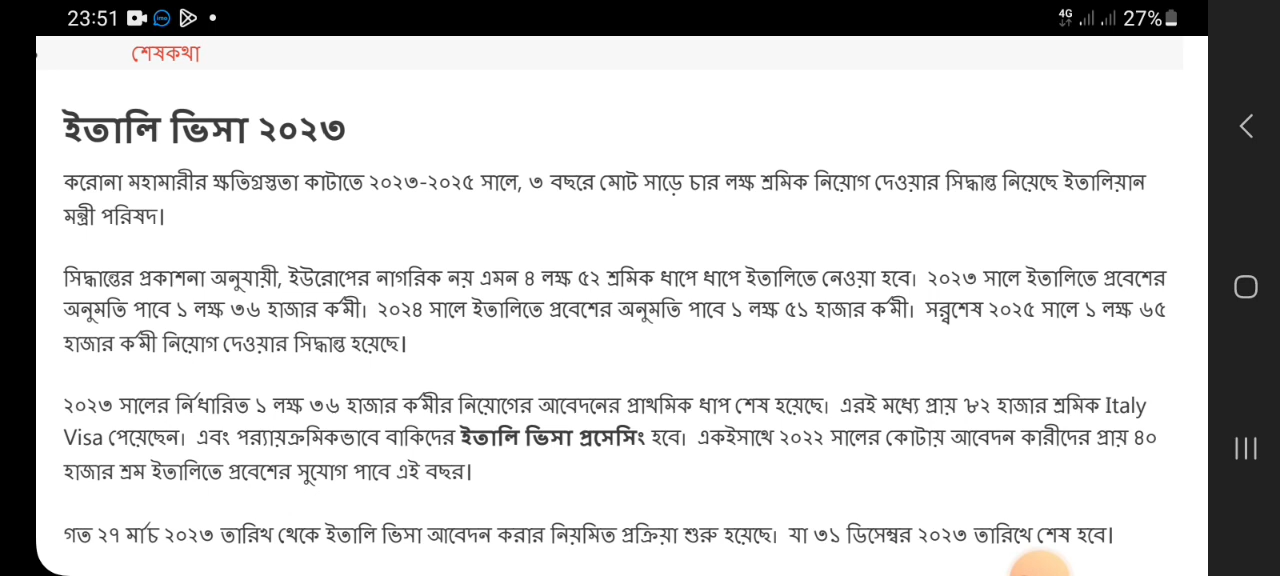 23:51 4G 27%
শেষকথা
ইতালি ভিসা ২০২৩
করোনা মহামারীর ক্ষতিগ্রস্ততা কাটাতে ২০২৩-২০২৫ সালে, ৩ বছরে মোট সাড়ে চার লক্ষ শ্রমিক নিয়োগ দেওয়ার সিদ্ধান্ত নিয়েছে ইতালিয়ান
মন্ত্রী পরিষদ।
সিদ্ধান্তের প্রকাশনা অনুযায়ী, ইউরোপের নাগরিক নয় এমন ৪ লক্ষ ৫২ শ্রমিক ধাপে ধাপে ইতালিতে নেওয়া হবে। ২০২৩ সালে ইতালিতে প্রবেশের
অনুমতি পাবে ১ লক্ষ ৩৬ হাজার কর্মী। ২০২৪ সালে ইতালিতে প্রবেশের অনুমতি পাবে ১ লক্ষ ৫১ হাজার কর্মী। সর্বশেষ ২০২৫ সালে ১ লক্ষ ৬৫
হাজার কর্মী নিয়োগ দেওয়ার সিদ্ধান্ত হয়েছে।
২০২৩ সালের নির্ধারিত ১ লক্ষ ৩৬ হাজার কর্মীর নিয়োগের আবেদনের প্রাথমিক ধাপ শেষ হয়েছে। এরই মধ্যে প্রায় ৮২ হাজার শ্রমিক Italy
Visa পেয়েছেন। এবং পর্যায়ক্রমিকভাবে বাকিদের ইতালি ভিসা প্রসেসিং হবে। একইসাথে ২০২২ সালের কোটায় আবেদন কারীদের প্রায় ৪০
হাজার শ্রম ইতালিতে প্রবেশের সুযোগ পাবে এই বছর।
গত ২৭ মার্চ ২০২৩ তারিখ থেকে ইতালি ভিসা আবেদন করার নিয়মিত প্রক্রিয়া শুরু হয়েছে। যা ৩১ ডিসেম্বর ২০২৩ তারিখে শেষ হবে।